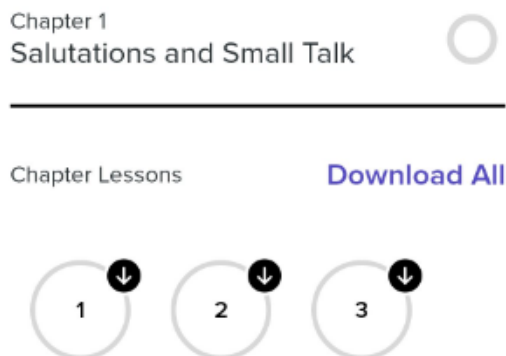 Chapter 1
Salutations and Small Talk
Chapter Lessons
Download All
1
2
3